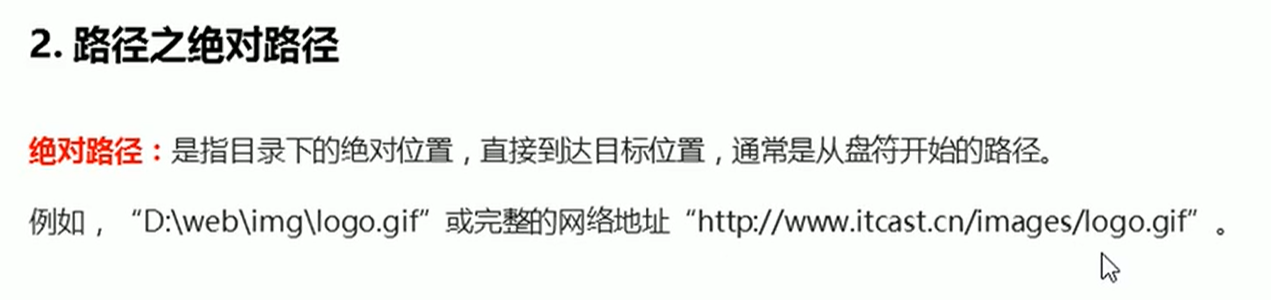 2. 路径之绝对路径
绝对路径：是指目录下的绝对位置，直接到达目标位置，通常是从盘符开始的路径。
例如，“D:\web\img\logo.gif”或完整的网络地址“http://www.itcast.cn/images/logo.gif”。